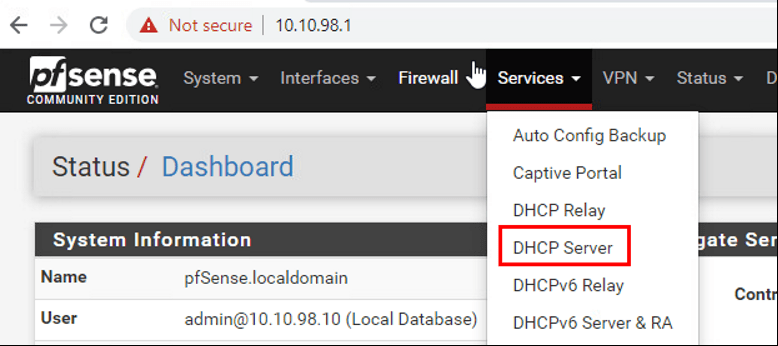 Not secure | 10.10.98.1
pfsense
COMMUNITY EDITION
System Interfaces Firewall Services VPN Status D
Auto Config Backup
Captive Portal
DHCP Relay
DHCP Server
DHCPv6 Relay
DHCPv6 Server & RA
Status / Dashboard
System Information
gate Ser
Name pfSense.localdomain
Contr
User admin@10.10.98.10 (Local Database)